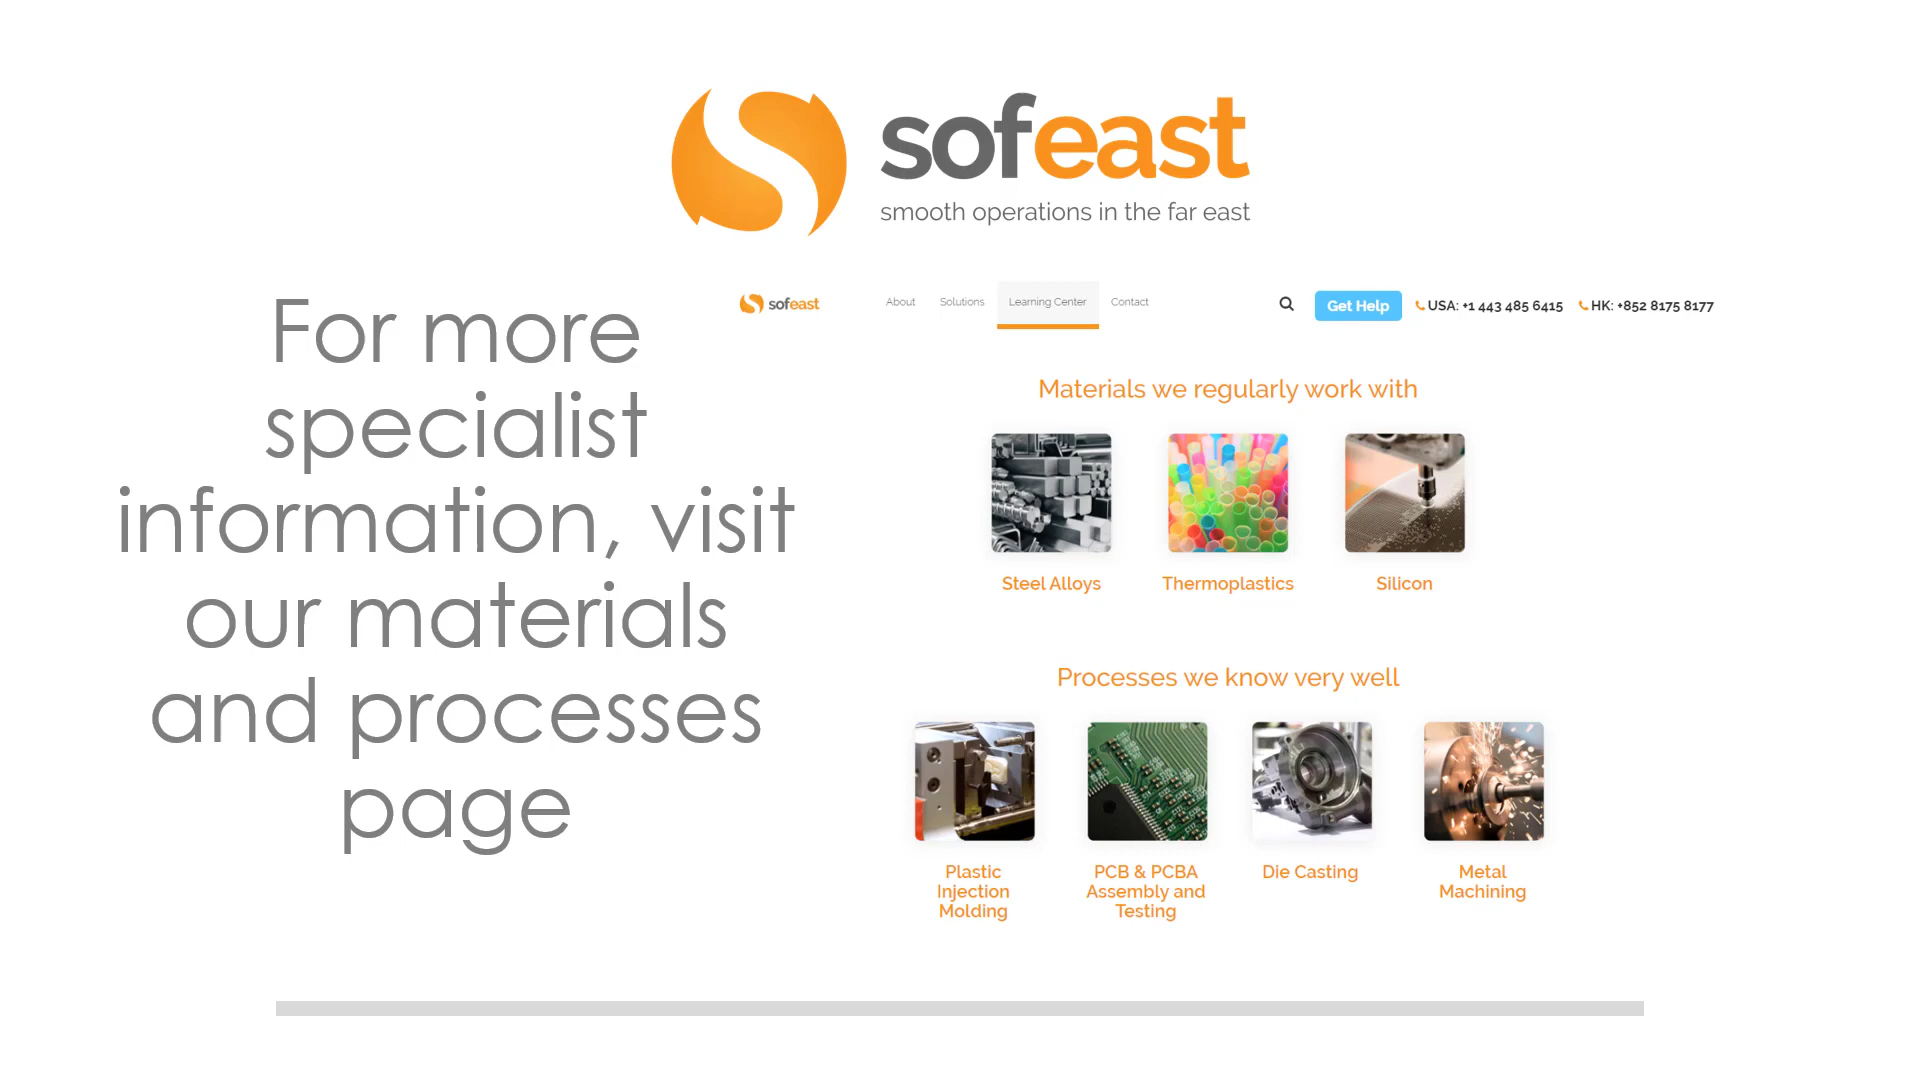 sofeast
smooth operations in the far east
For more
specialist
information, visit
our materials
and processes
page
sofeast
About
Solutions
Learning Center
Contact
Get Help
USA: +1 443 485 6415
HK: +852 8175 8177
Materials we regularly work with
Steel Alloys
Thermoplastics
Silicon
Processes we know very well
Plastic
Injection
Molding
PCB & PCBA
Assembly and
Testing
Die Casting
Metal
Machining